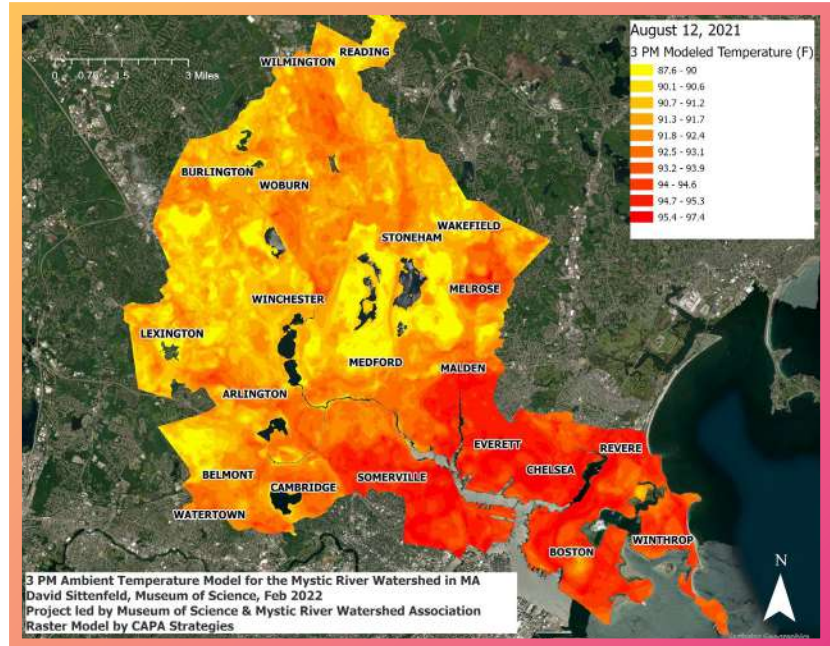 August 12, 2021
3 PM Modeled Temperature (F)
87.6 - 90
90.1 - 90.6
90.7 - 91.2
91.3 - 91.7
91.8 - 92.4
92.5 - 93.1
93.2 - 93.9
94 - 94.6
94.7 - 95.3
95.4 - 97.4
0 0.75 1.5 3 Miles
READING
WILMINGTON
BURLINGTON
WOBURN
WAKEFIELD
STONEHAM
MELROSE
WINCHESTER
LEXINGTON
MEDFORD
MALDEN
ARLINGTON
EVERETT
REVERE
CHELSEA
BELMONT
SOMERVILLE
CAMBRIDGE
WATERTOWN
WINTHROP
BOSTON
N
3 PM Ambient Temperature Model for the Mystic River Watershed in MA
David Sittenfeld, Museum of Science, Feb 2022
Project led by Museum of Science & Mystic River Watershed Association
Raster Model by CAPA Strategies